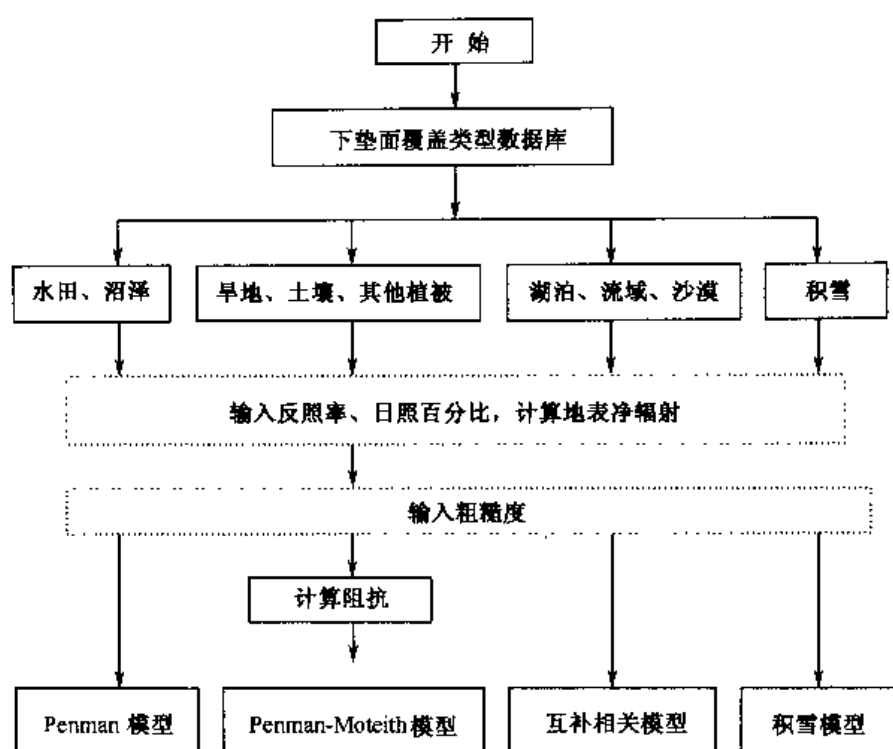 开 始
下垫面覆盖类型数据库
水田、沼泽
旱地、土壤、其他植被
湖泊、流域、沙漠
积雪
输入反照率、日照百分比，计算地表净辐射
输入粗糙度
计算阻抗
Penman 模型
Penman-Moteith 模型
互补相关模型
积雪模型